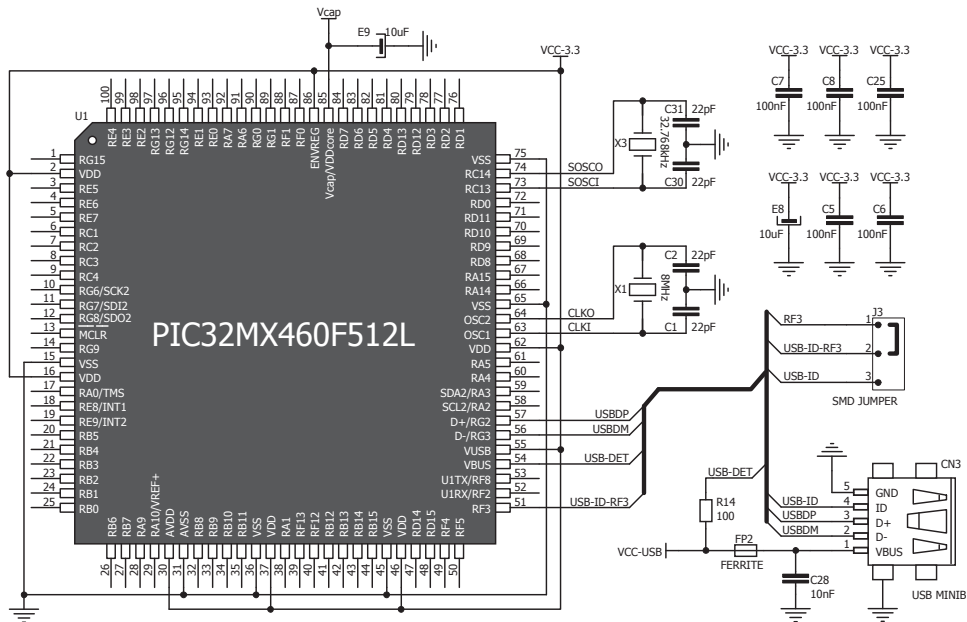 Vcap
E9 10uF
VCC-3.3
U1
100 99 98 97 96 95 94 93 92 91 90 89 88 87 86 85 84 83 82 81 80 79 78 77 76
RE4 RE3 RE2 RG13 RG12 RG14 RE1 RE0 RA7 RA6 RG0 RG1 RF1 RF0 ENVREG Vcap/VDDcore RD7 RD6 RD5 RD4 RD13 RD12 RD3 RD2 RD1
1 RG15
2 VDD
3 RE5
4 RE6
5 RE7
6 RC1
7 RC2
8 RC3
9 RC4
10 RG6/SCK2
11 RG7/SDI2
12 RG8/SDO2
13 MCLR
14 RG9
15 VSS
16 VDD
17 RA0/TMS
18 RE8/INT1
19 RE9/INT2
20 RB5
21 RB4
22 RB3
23 RB2
24 RB1
25 RB0
PIC32MX460F512L
VSS 75
RC14 74 SOSCO
RC13 73 SOSCI
RD0 72
RD11 71
RD10 70
RD9 69
RD8 68
RA15 67
RA14 66
VSS 65
OSC2 64 CLKO
OSC1 63 CLKI
VDD 62
RA5 61
RA4 60
SDA2/RA3 59
SCL2/RA2 58
D+/RG2 57 USBDP
D-/RG3 56 USBDM
VUSB 55
VBUS 54 USB-DET
U1TX/RF8 53
U1RX/RF2 52
RF3 51 USB-ID-RF3
RB6 RB7 RA9 RA10/VREF+ AVDD AVSS RB8 RB9 RB10 RB11 VSS VDD RA1 RF13 RF12 RB12 RB13 RB14 RB15 VSS VDD RD14 RD15 RF4 RF5
26 27 28 29 30 31 32 33 34 35 36 37 38 39 40 41 42 43 44 45 46 47 48 49 50
C31 22pF
X3 32.768kHz
C30 22pF
C2 22pF
X1 8MHz
C1 22pF
VCC-3.3 VCC-3.3 VCC-3.3
C7 C8 C25
100nF 100nF 100nF
VCC-3.3 VCC-3.3 VCC-3.3
E8 C5 C6
10uF 100nF 100nF
J3
RF3 1
USB-ID-RF3 2
USB-ID 3
SMD JUMPER
CN3
5 GND
USB-ID 4 ID
USBDP 3 D+
USBDM 2 D-
1 VBUS
USB MINIB
USB-DET
R14
100
VCC-USB
FP2
FERRITE
C28
10nF